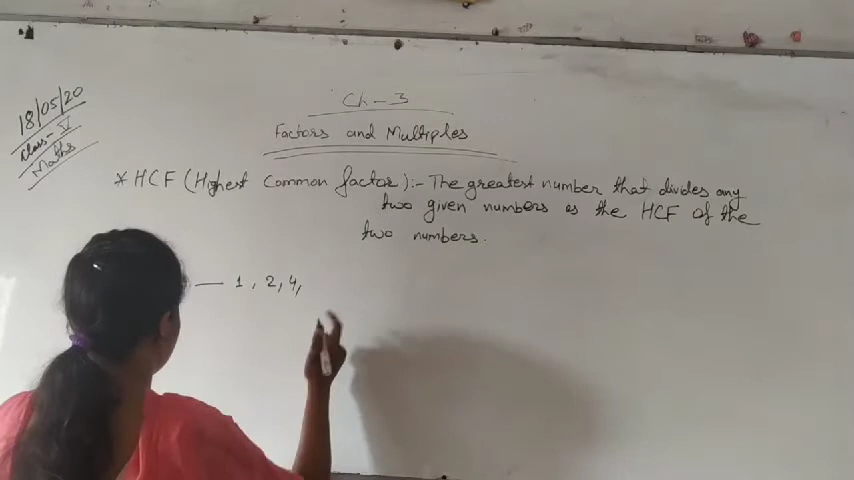 18/05/20
Class - V
Maths
Ch - 3
Factors and Multiples
* HCF (Highest Common factor) :- The greatest number that divides any
two given numbers is the HCF of the
two numbers.
— 1, 2, 4,